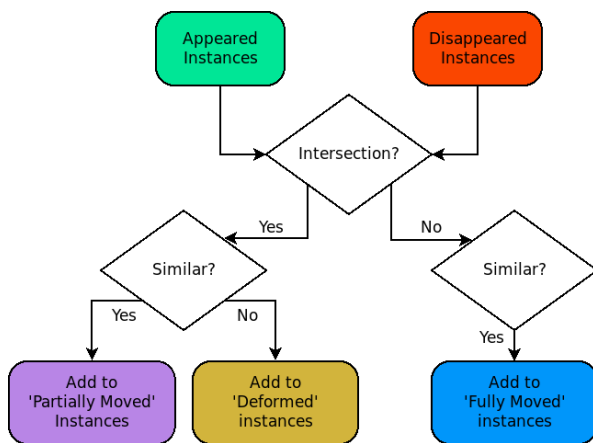 Appeared
Instances
Disappeared
Instances
Intersection?
Yes
No
Similar?
Similar?
Yes
No
Yes
Add to
'Partially Moved'
Instances
Add to
'Deformed'
instances
Add to
'Fully Moved'
instances